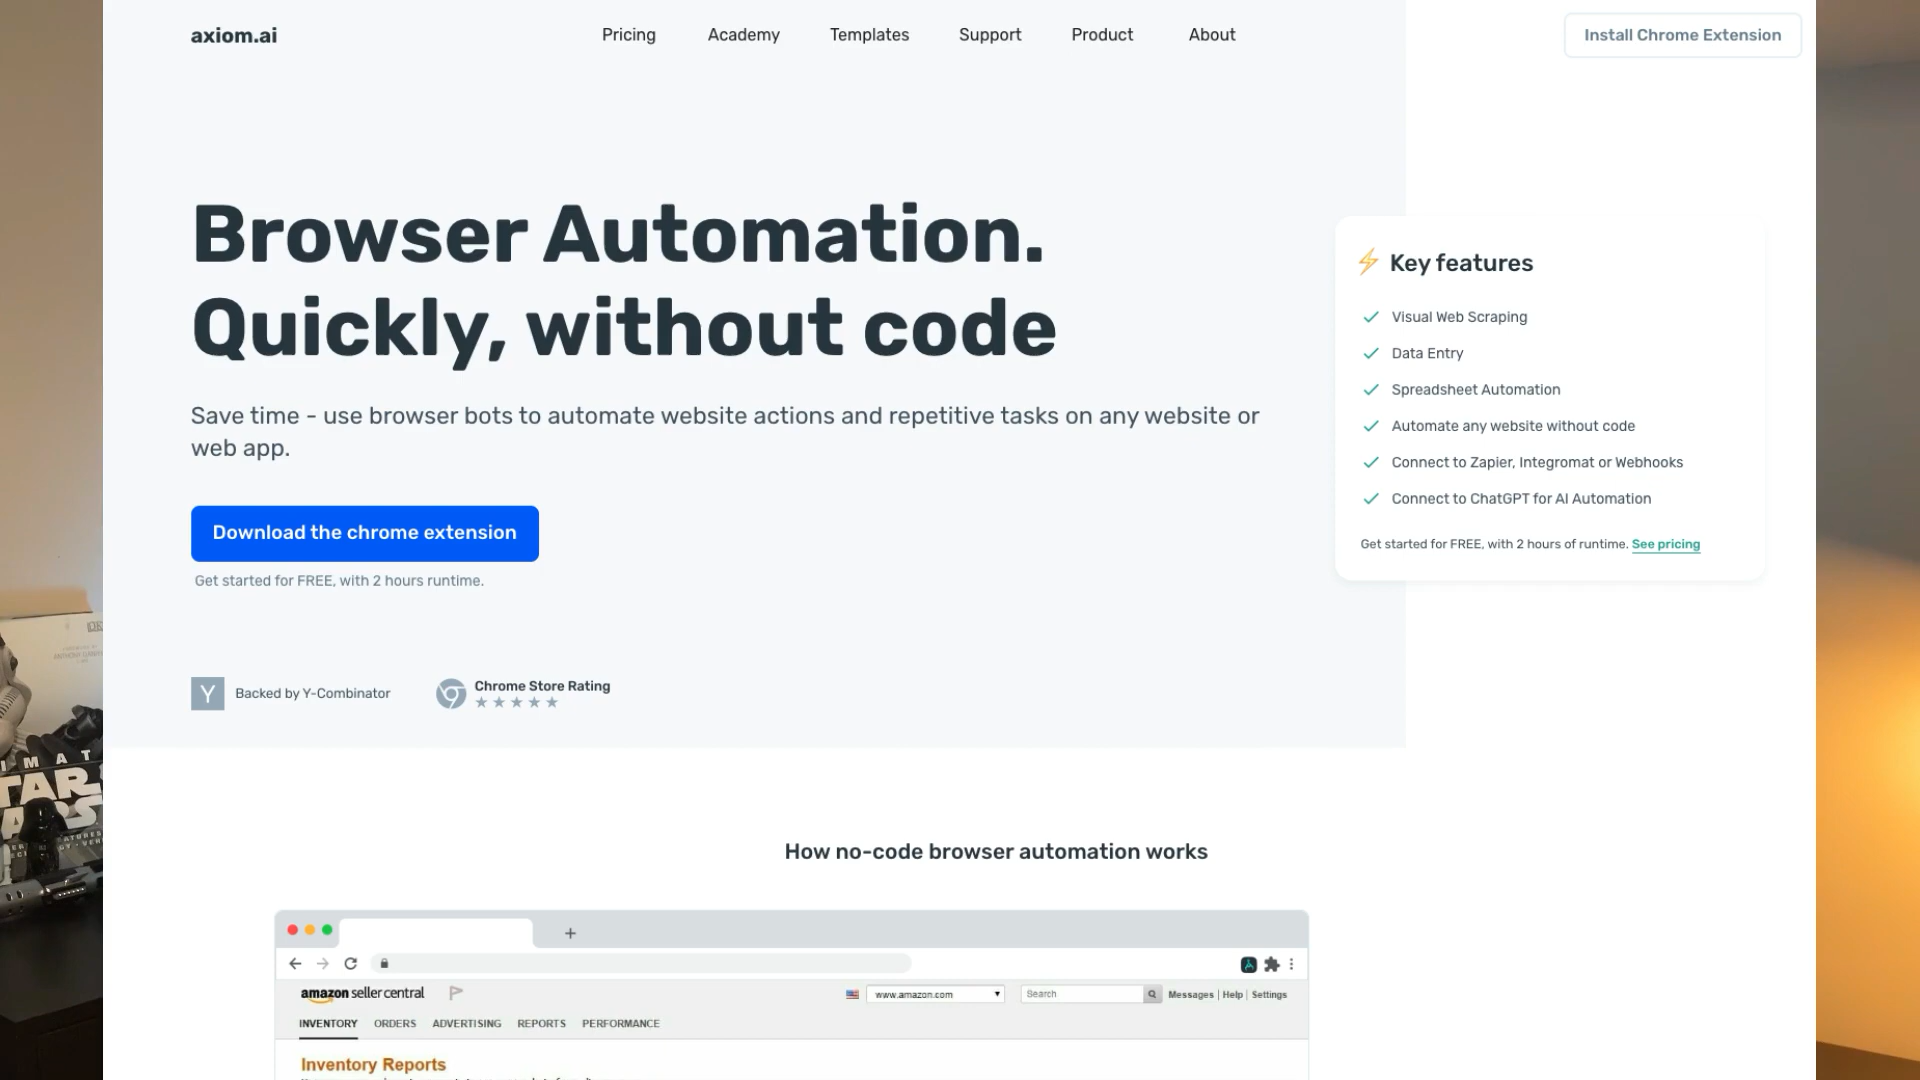 axiom.ai
Pricing
Academy
Templates
Support
Product
About
Install Chrome Extension
Browser Automation.
Quickly, without code
Save time - use browser bots to automate website actions and repetitive tasks on any website or
web app.
Download the chrome extension
Get started for FREE, with 2 hours runtime.
Y
Backed by Y-Combinator
Chrome Store Rating
Key features
Visual Web Scraping
Data Entry
Spreadsheet Automation
Automate any website without code
Connect to Zapier, Integromat or Webhooks
Connect to ChatGPT for AI Automation
Get started for FREE, with 2 hours of runtime. See pricing
How no-code browser automation works
amazon seller central
www.amazon.com
Search
Messages | Help | Settings
INVENTORY
ORDERS
ADVERTISING
REPORTS
PERFORMANCE
Inventory Reports